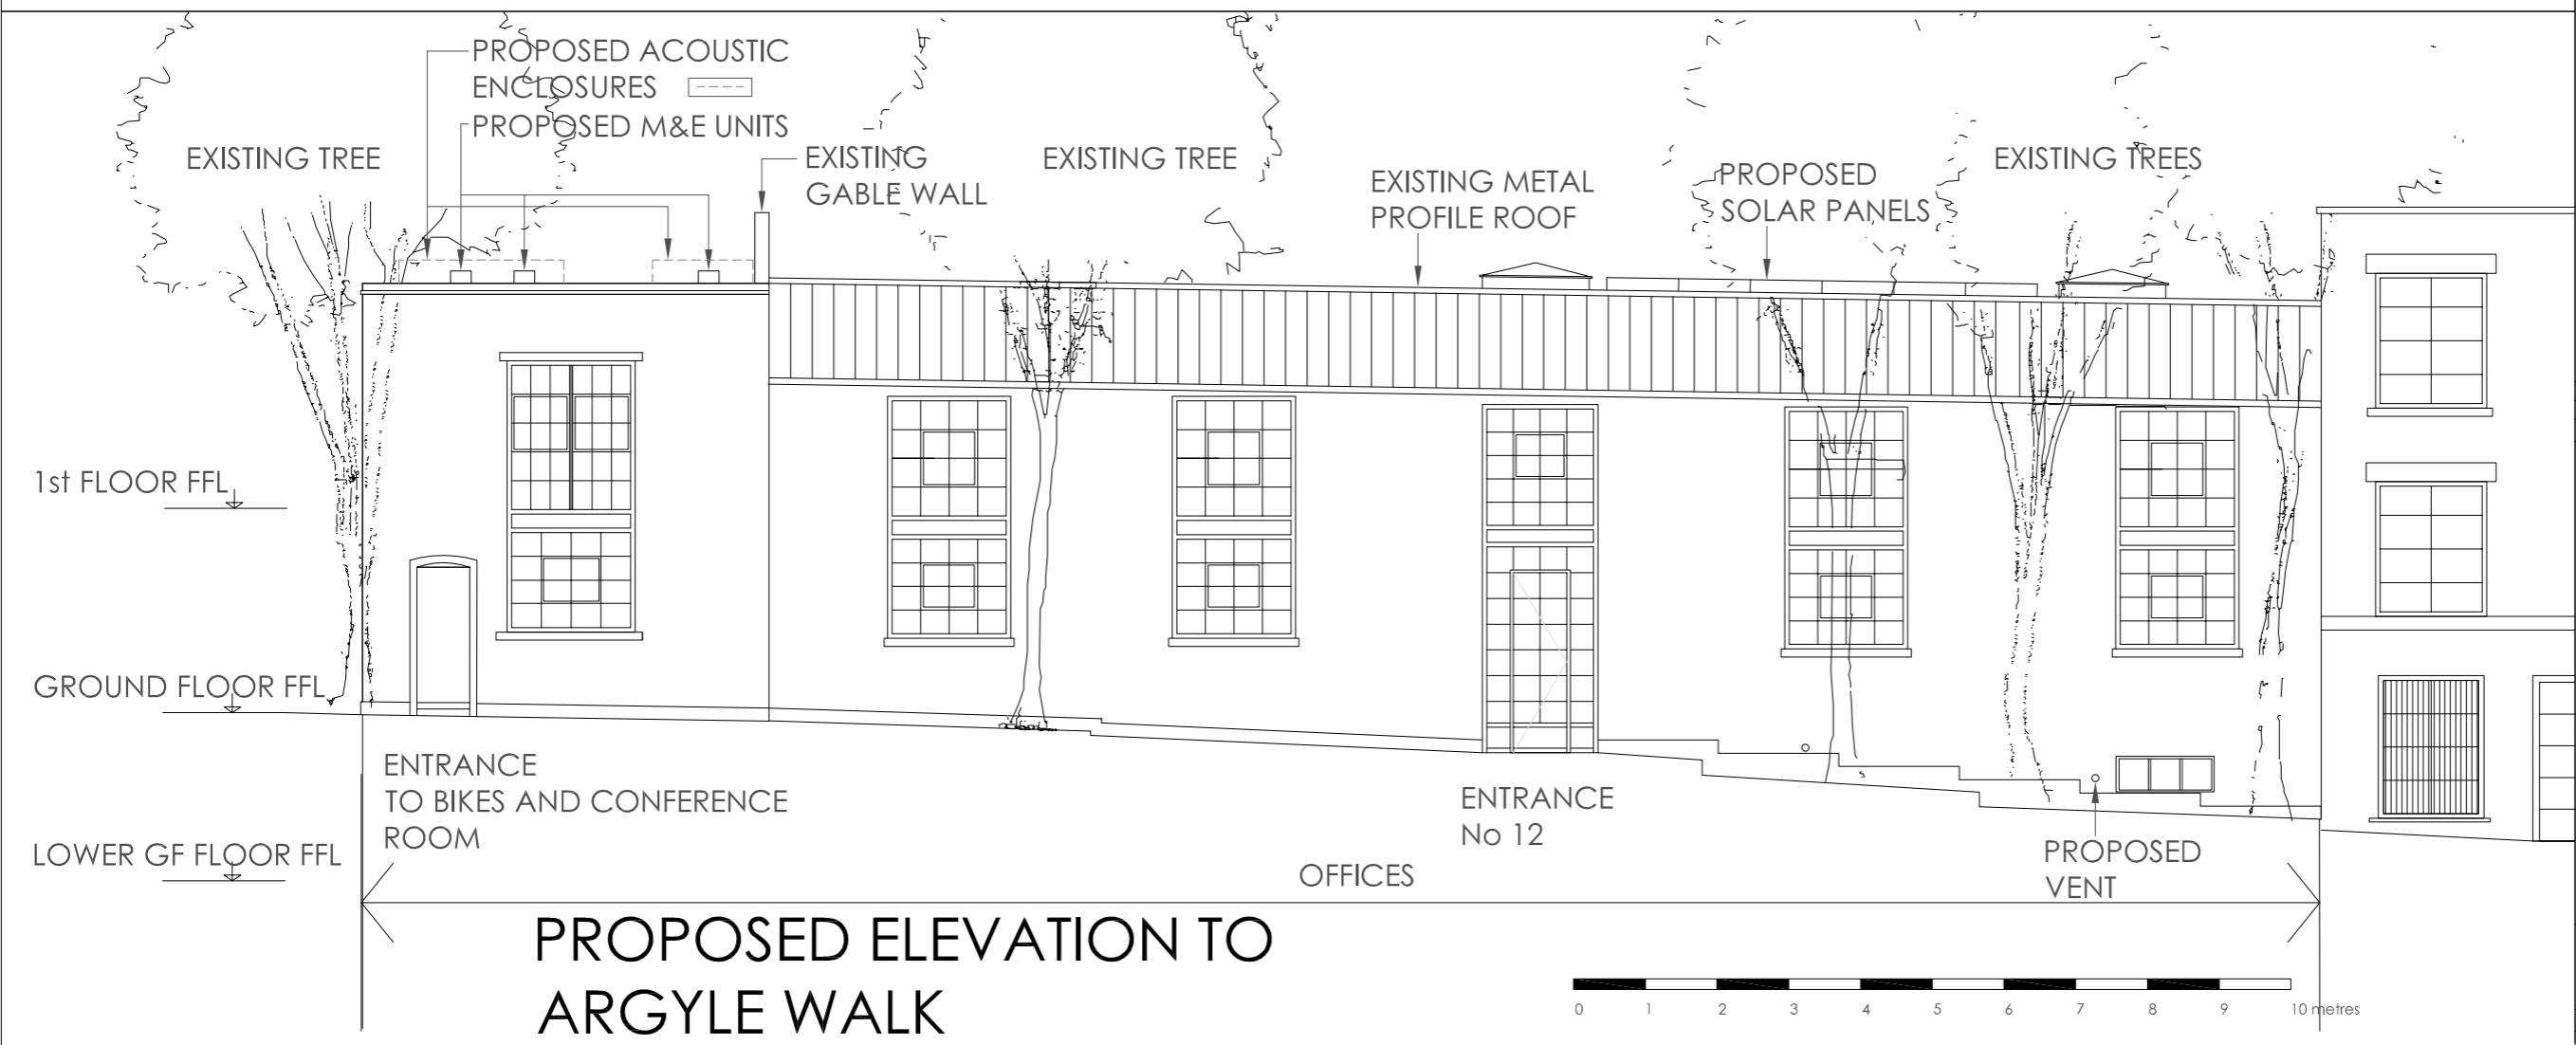 PROPOSED ACOUSTIC
ENCLOSURES
PROPOSED M&E UNITS
EXISTING TREE
EXISTING
GABLE WALL
EXISTING TREE
EXISTING METAL
PROFILE ROOF
PROPOSED
SOLAR PANELS
EXISTING TREES
1st FLOOR FFL
GROUND FLOOR FFL
LOWER GF FLOOR FFL
ENTRANCE
TO BIKES AND CONFERENCE
ROOM
ENTRANCE
No 12
OFFICES
PROPOSED
VENT
PROPOSED ELEVATION TO
ARGYLE WALK
0 1 2 3 4 5 6 7 8 9 10 metres